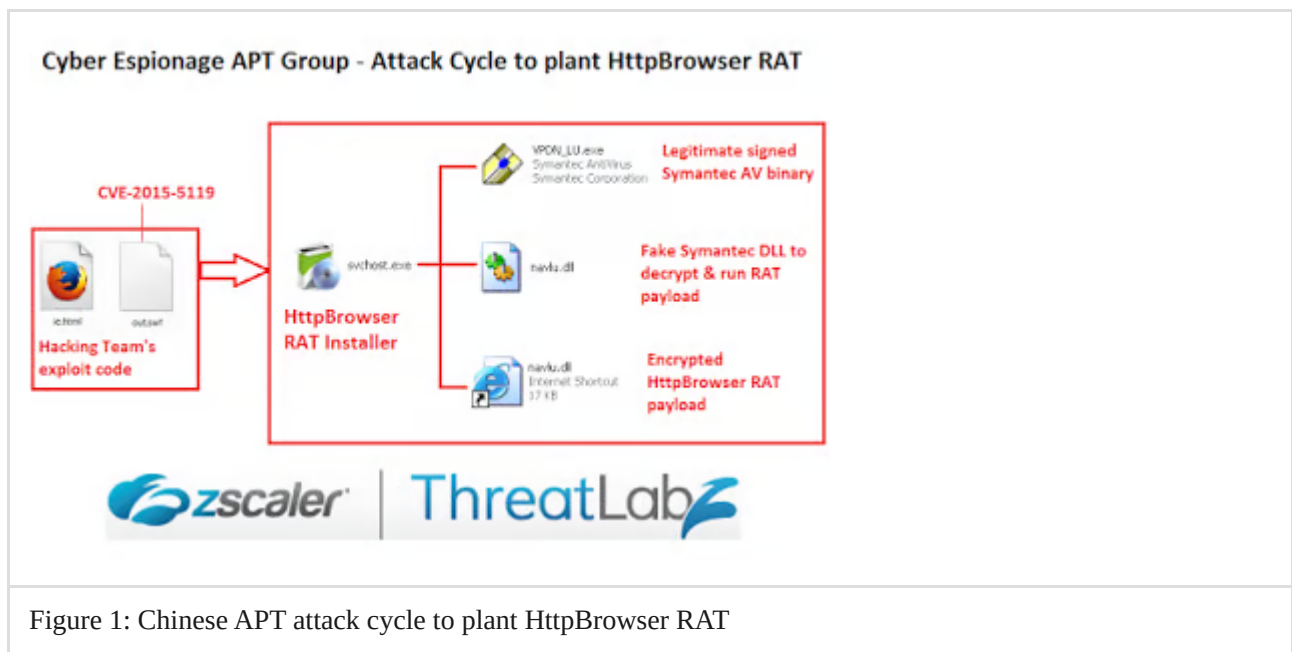 Cyber Espionage APT Group - Attack Cycle to plant HttpBrowser RAT
CVE-2015-5119
ie.html
out.swf
Hacking Team's
exploit code
svchost.exe
HttpBrowser
RAT Installer
VPDN_LU.exe
Symantec AntiVirus
Symantec Corporation
Legitimate signed
Symantec AV binary
navlu.dll
Fake Symantec DLL to
decrypt & run RAT
payload
navlu.dll
Internet Shortcut
17 KB
Encrypted
HttpBrowser RAT
payload
zscaler
ThreatLabZ
Figure 1: Chinese APT attack cycle to plant HttpBrowser RAT